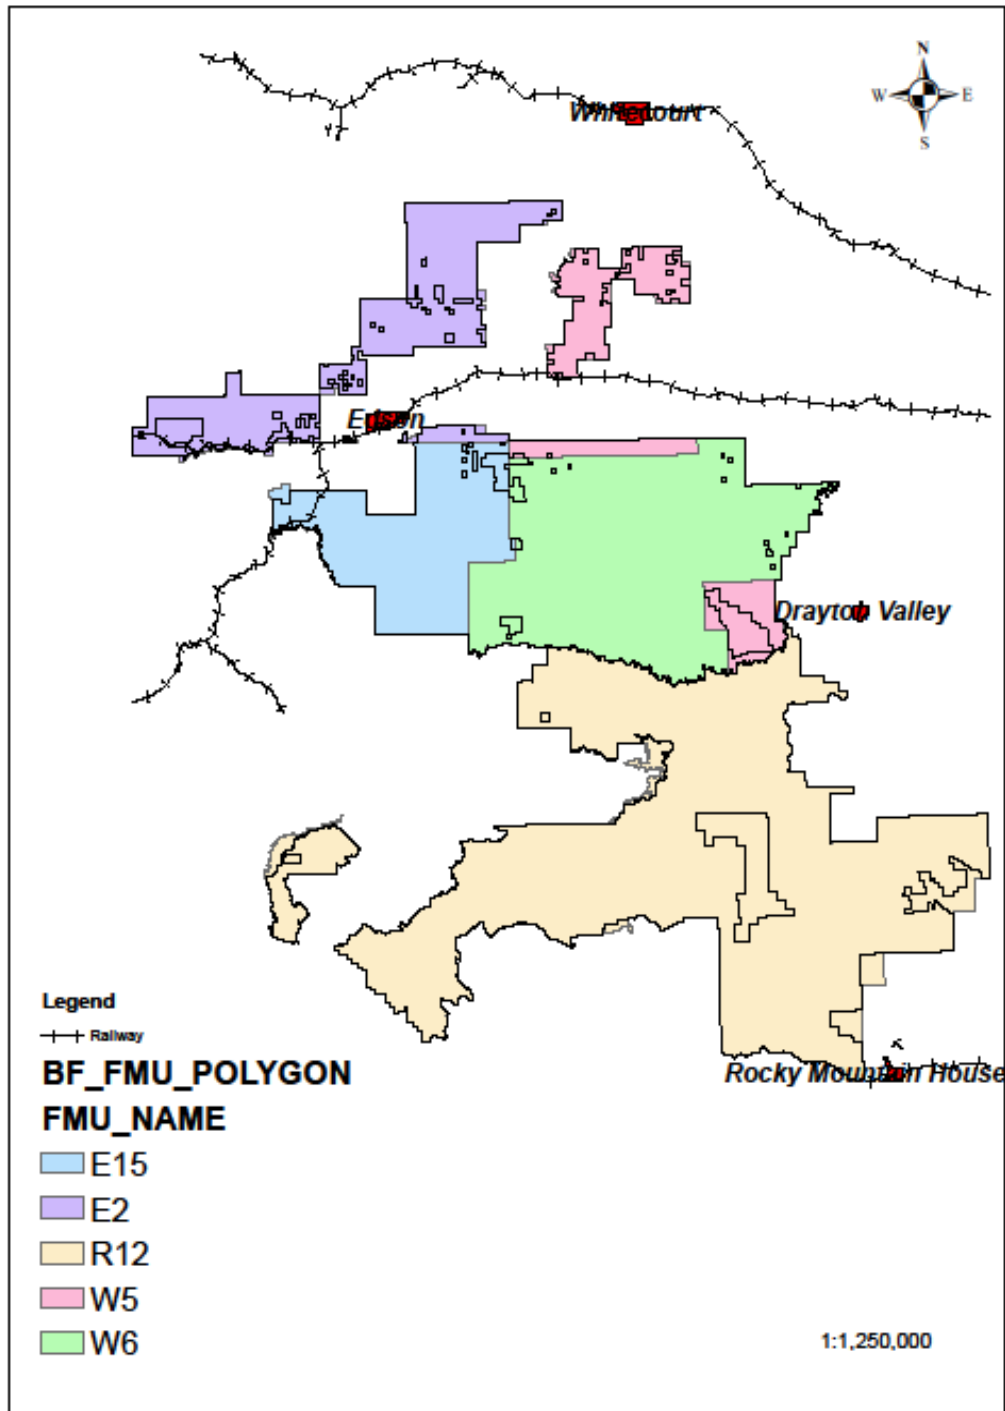 N
W E
S
Whitecourt
Edson
Drayton Valley
Rocky Mountain House
Legend
Railway
BF_FMU_POLYGON
FMU_NAME
E15
E2
R12
W5
W6
1:1,250,000